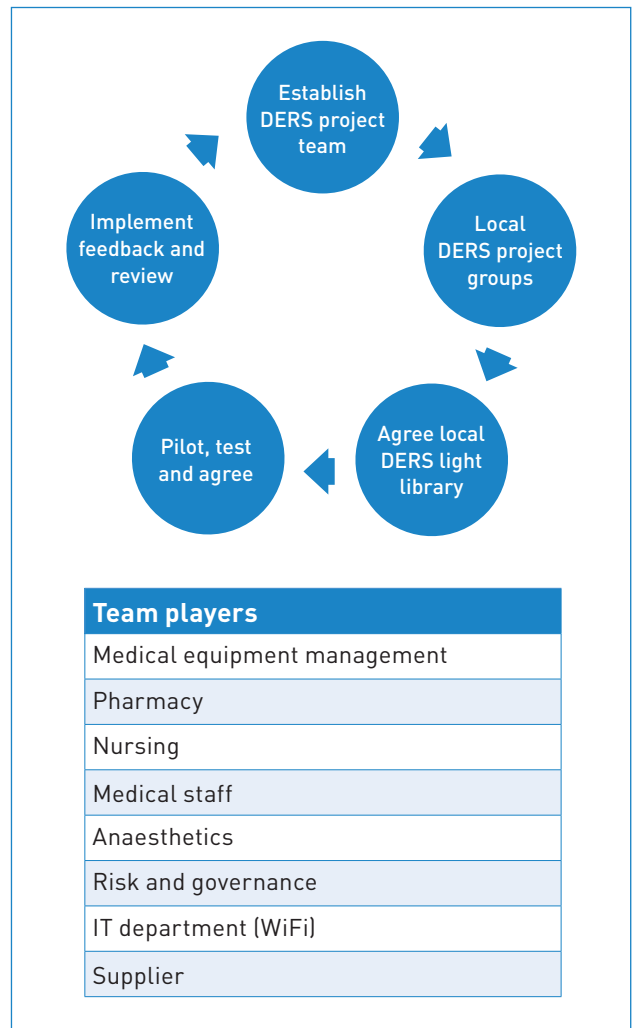 Establish
DERS project
team
Local
DERS project
groups
Agree local
DERS light
library
Pilot, test
and agree
Implement
feedback and
review
Team players
Medical equipment management
Pharmacy
Nursing
Medical staff
Anaesthetics
Risk and governance
IT department (WiFi)
Supplier